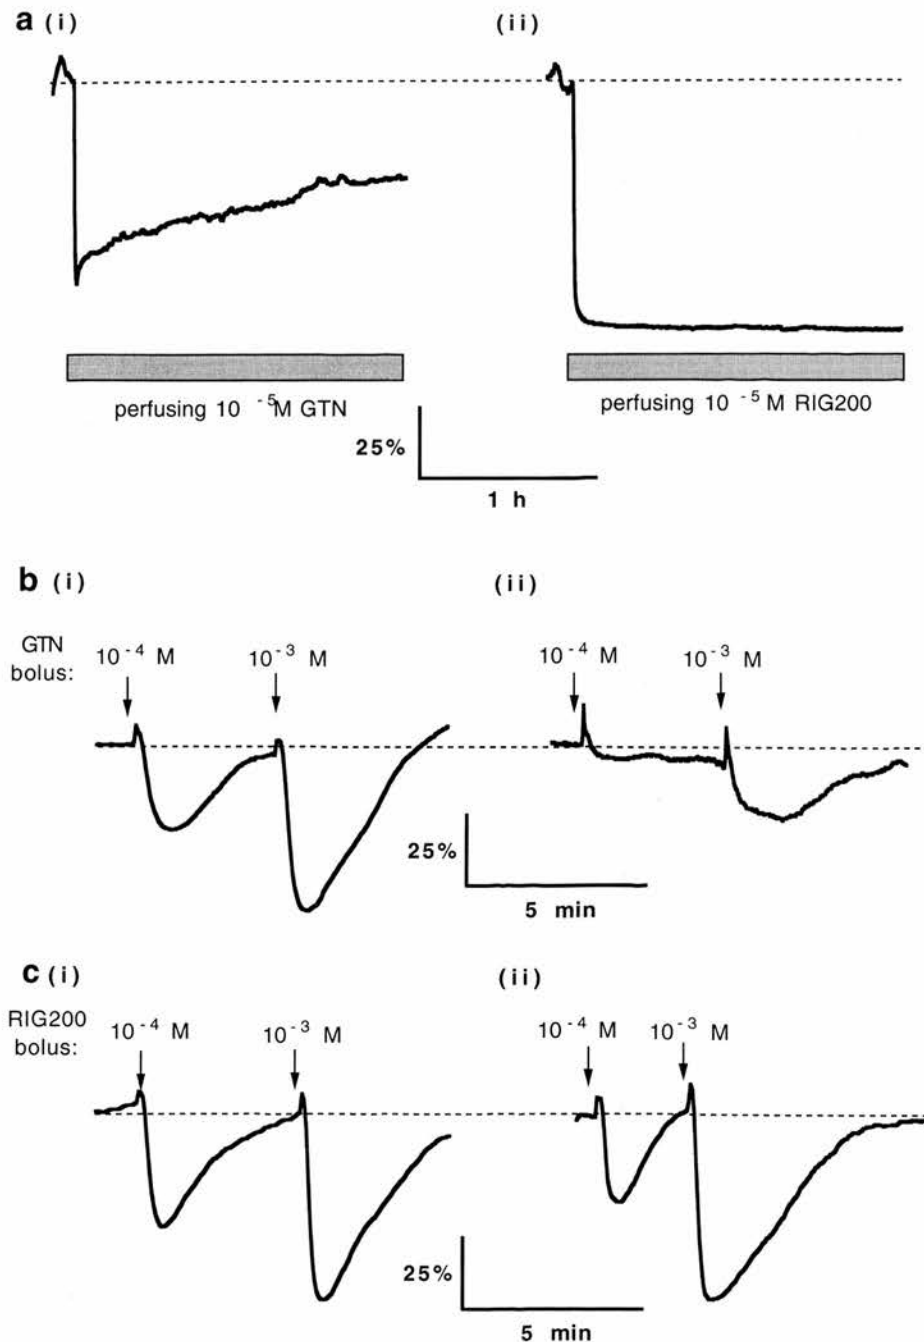 a (i) (ii)
perfusing 10 -5 M GTN perfusing 10 -5 M RIG200
25%
1 h
b (i) (ii)
GTN
bolus: 10-4 M 10-3 M 10-4 M 10-3 M
25%
5 min
c (i) (ii)
RIG200
bolus: 10-4 M 10-3 M 10-4 M 10-3 M
25%
5 min